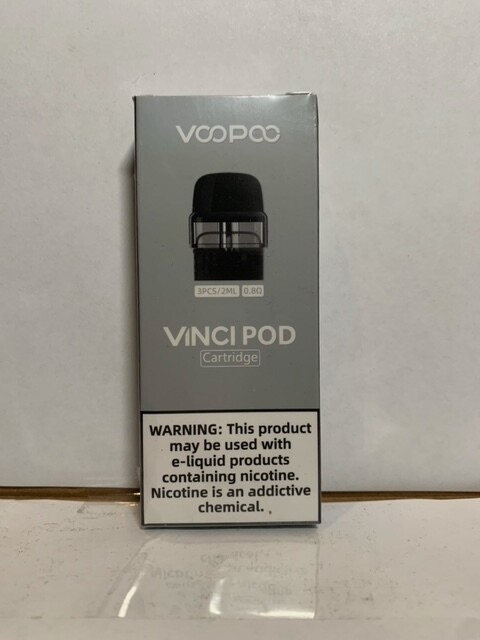 VOOPOO
3PCS/2ML 0.8Ω
VINCI POD
Cartridge
WARNING: This product
may be used with
e-liquid products
containing nicotine.
Nicotine is an addictive
chemical.